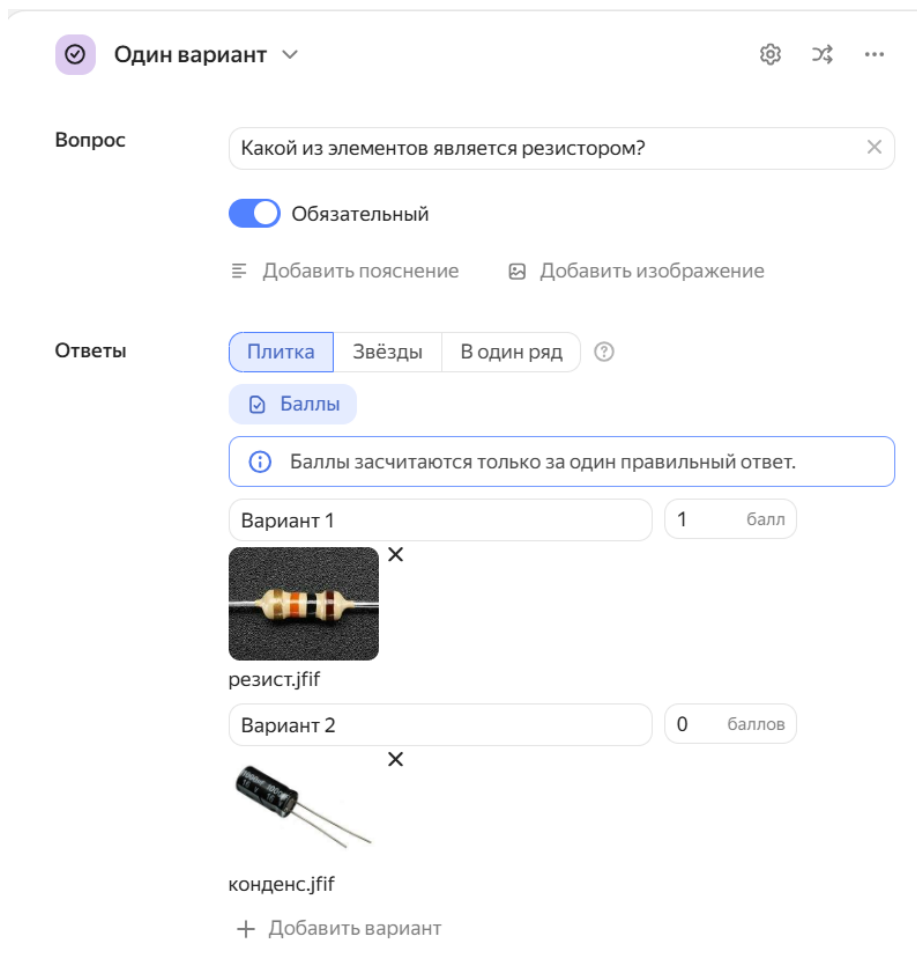 Один вариант
Вопрос
Какой из элементов является резистором?
Обязательный
Добавить пояснение Добавить изображение
Ответы
Плитка Звёзды В один ряд
Баллы
Баллы засчитаются только за один правильный ответ.
Вариант 1 1 балл
резист.jfif
Вариант 2 0 баллов
конденс.jfif
+ Добавить вариант